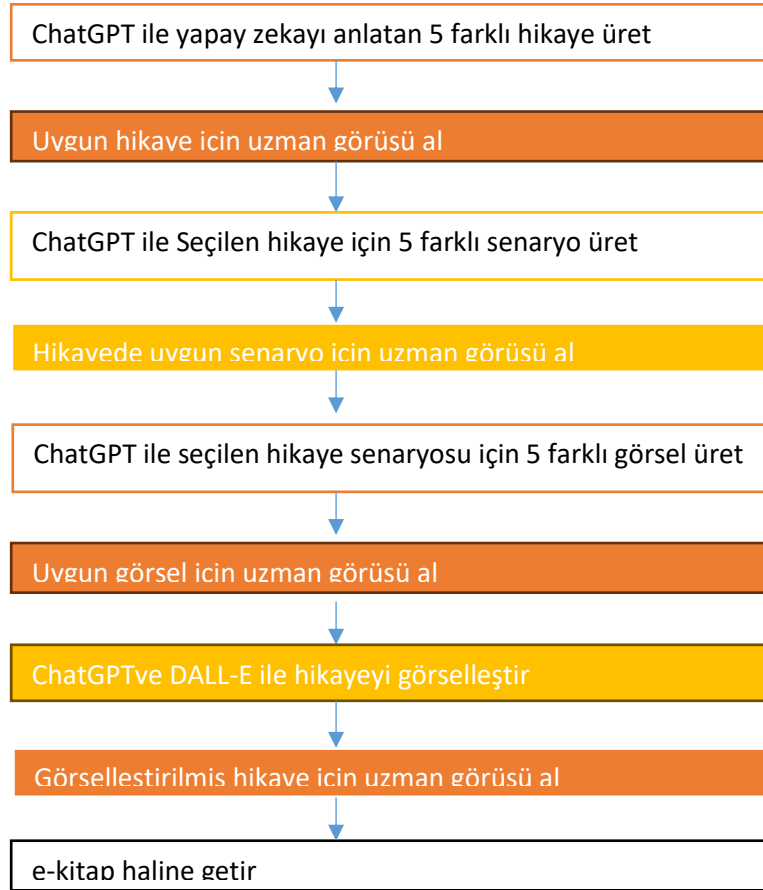 ChatGPT ile yapay zekayı anlatan 5 farklı hikaye üret
Uygun hikaye için uzman görüşü al
ChatGPT ile Seçilen hikaye için 5 farklı senaryo üret
Hikayede uygun senaryo için uzman görüşü al
ChatGPT ile seçilen hikaye senaryosu için 5 farklı görsel üret
Uygun görsel için uzman görüşü al
ChatGPTve DALL-E ile hikayeyi görselleştir
Görselleştirilmiş hikaye için uzman görüşü al
e-kitap haline getir